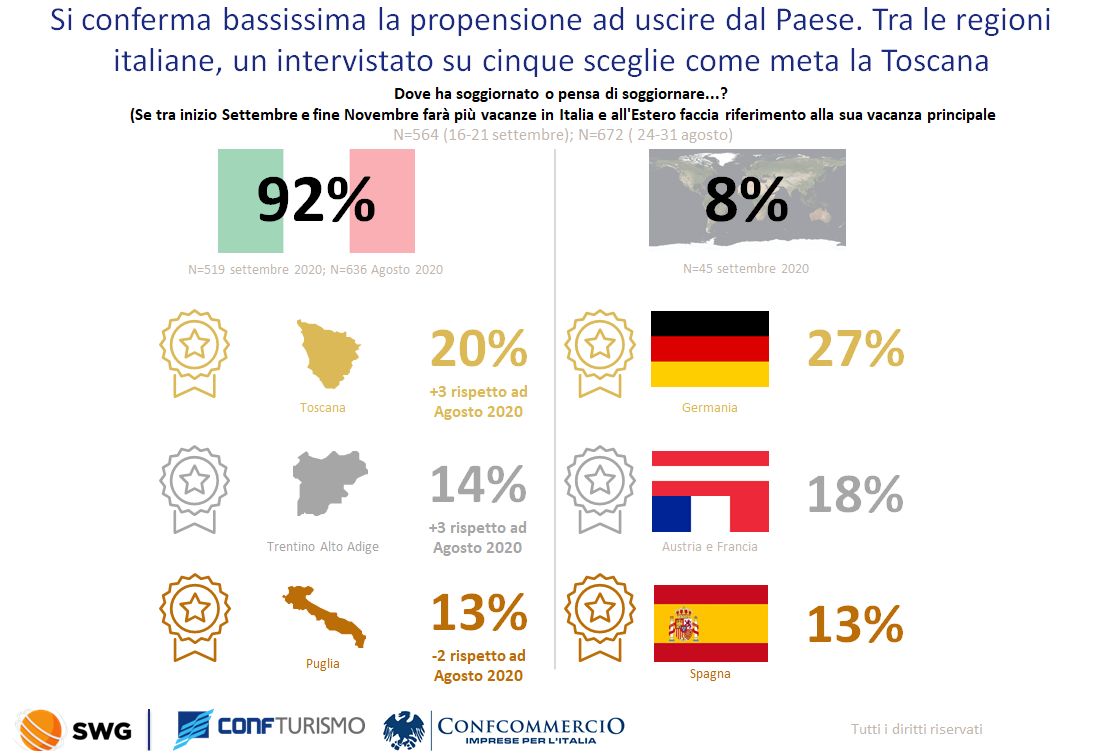 Si conferma bassissima la propensione ad uscire dal Paese. Tra le regioni
italiane, un intervistato su cinque sceglie come meta la Toscana
Dove ha soggiornato o pensa di soggiornare...?
(Se tra inizio Settembre e fine Novembre farà più vacanze in Italia e all'Estero faccia riferimento alla sua vacanza principale
N=564 (16-21 settembre); N=672 ( 24-31 agosto)
92%
N=519 settembre 2020; N=636 Agosto 2020
20%
+3 rispetto ad
Agosto 2020
Toscana
14%
+3 rispetto ad
Agosto 2020
Trentino Alto Adige
13%
-2 rispetto ad
Agosto 2020
Puglia
8%
N=45 settembre 2020
27%
Germania
18%
Austria e Francia
13%
Spagna
SWG
CONFTURISMO
CONFCOMMERCIO
IMPRESE PER L'ITALIA
Tutti i diritti riservati